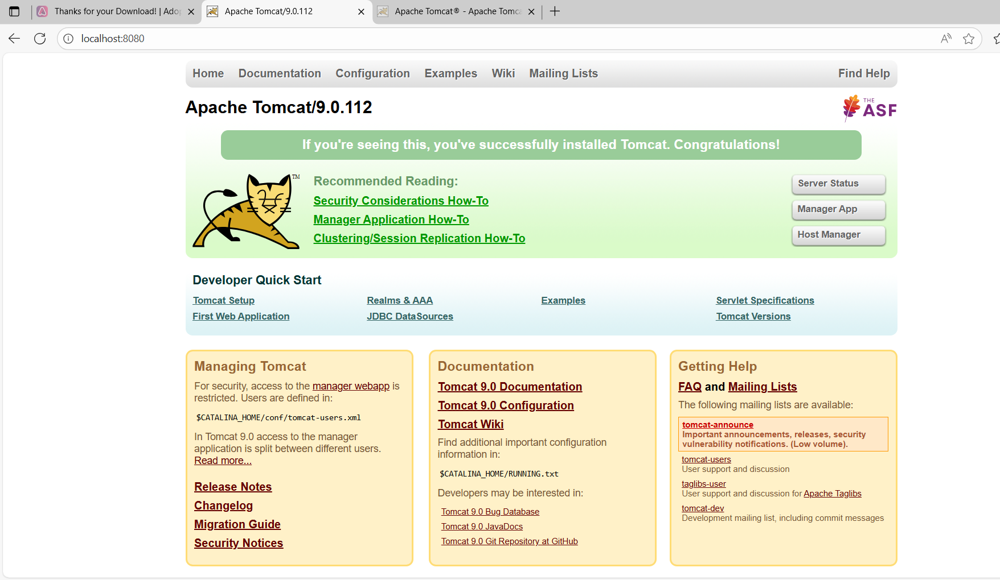 Thanks for your Download! | Adop
Apache Tomcat/9.0.112
Apache Tomcat® - Apache Tomca
localhost:8080
Home Documentation Configuration Examples Wiki Mailing Lists Find Help
Apache Tomcat/9.0.112
THE
ASF
If you're seeing this, you've successfully installed Tomcat. Congratulations!
TM
Recommended Reading:
Security Considerations How-To
Manager Application How-To
Clustering/Session Replication How-To
Server Status
Manager App
Host Manager
Developer Quick Start
Tomcat Setup
First Web Application
Realms & AAA
JDBC DataSources
Examples
Servlet Specifications
Tomcat Versions
Managing Tomcat
For security, access to the manager webapp is
restricted. Users are defined in:
$CATALINA_HOME/conf/tomcat-users.xml
In Tomcat 9.0 access to the manager
application is split between different users.
Read more...
Release Notes
Changelog
Migration Guide
Security Notices
Documentation
Tomcat 9.0 Documentation
Tomcat 9.0 Configuration
Tomcat Wiki
Find additional important configuration
information in:
$CATALINA_HOME/RUNNING.txt
Developers may be interested in:
Tomcat 9.0 Bug Database
Tomcat 9.0 JavaDocs
Tomcat 9.0 Git Repository at GitHub
Getting Help
FAQ and Mailing Lists
The following mailing lists are available:
tomcat-announce
Important announcements, releases, security
vulnerability notifications. (Low volume).
tomcat-users
User support and discussion
taglibs-user
User support and discussion for Apache Taglibs
tomcat-dev
Development mailing list, including commit messages